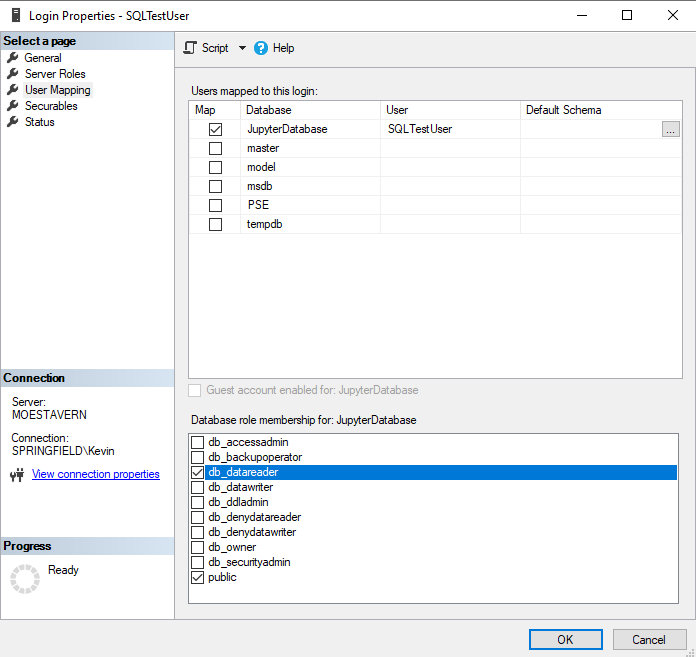 Login Properties - SQLTestUser
Select a page
General
Server Roles
User Mapping
Securables
Status
Script Help
Users mapped to this login:
Map Database User Default Schema
JupyterDatabase SQLTestUser ...
master
model
msdb
PSE
tempdb
Guest account enabled for: JupyterDatabase
Database role membership for: JupyterDatabase
db_accessadmin
db_backupoperator
db_datareader
db_datawriter
db_ddladmin
db_denydatareader
db_denydatawriter
db_owner
db_securityadmin
public
Connection
Server:
MOESTAVERN
Connection:
SPRINGFIELD\Kevin
View connection properties
Progress
Ready
OK Cancel